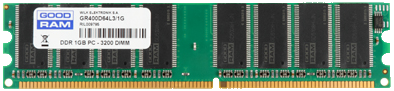 GOOD
RAM
WILK ELEKTRONIK S.A.
GR400D64L3/1G
DDR 1GB PC - 3200 DIMM